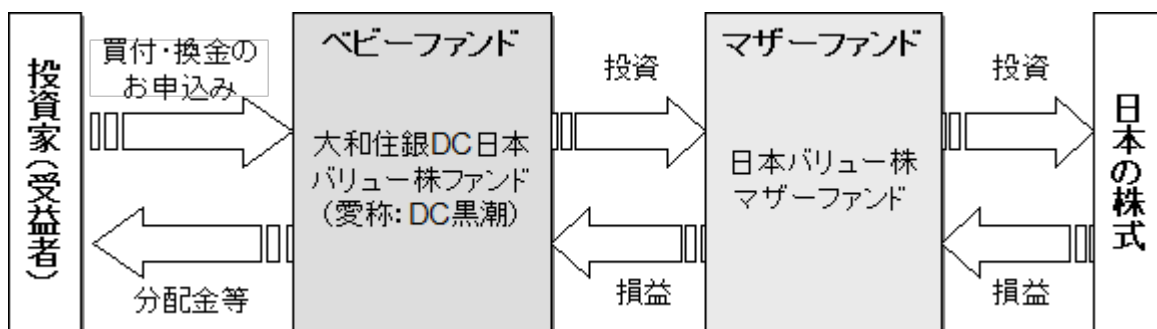 投資家(受益者)
買付・換金の
お申込み
分配金等
ベビーファンド
大和住銀DC日本
バリュー株ファンド
(愛称:DC黒潮)
投資
損益
マザーファンド
日本バリュー株
マザーファンド
投資
損益
日本の株式